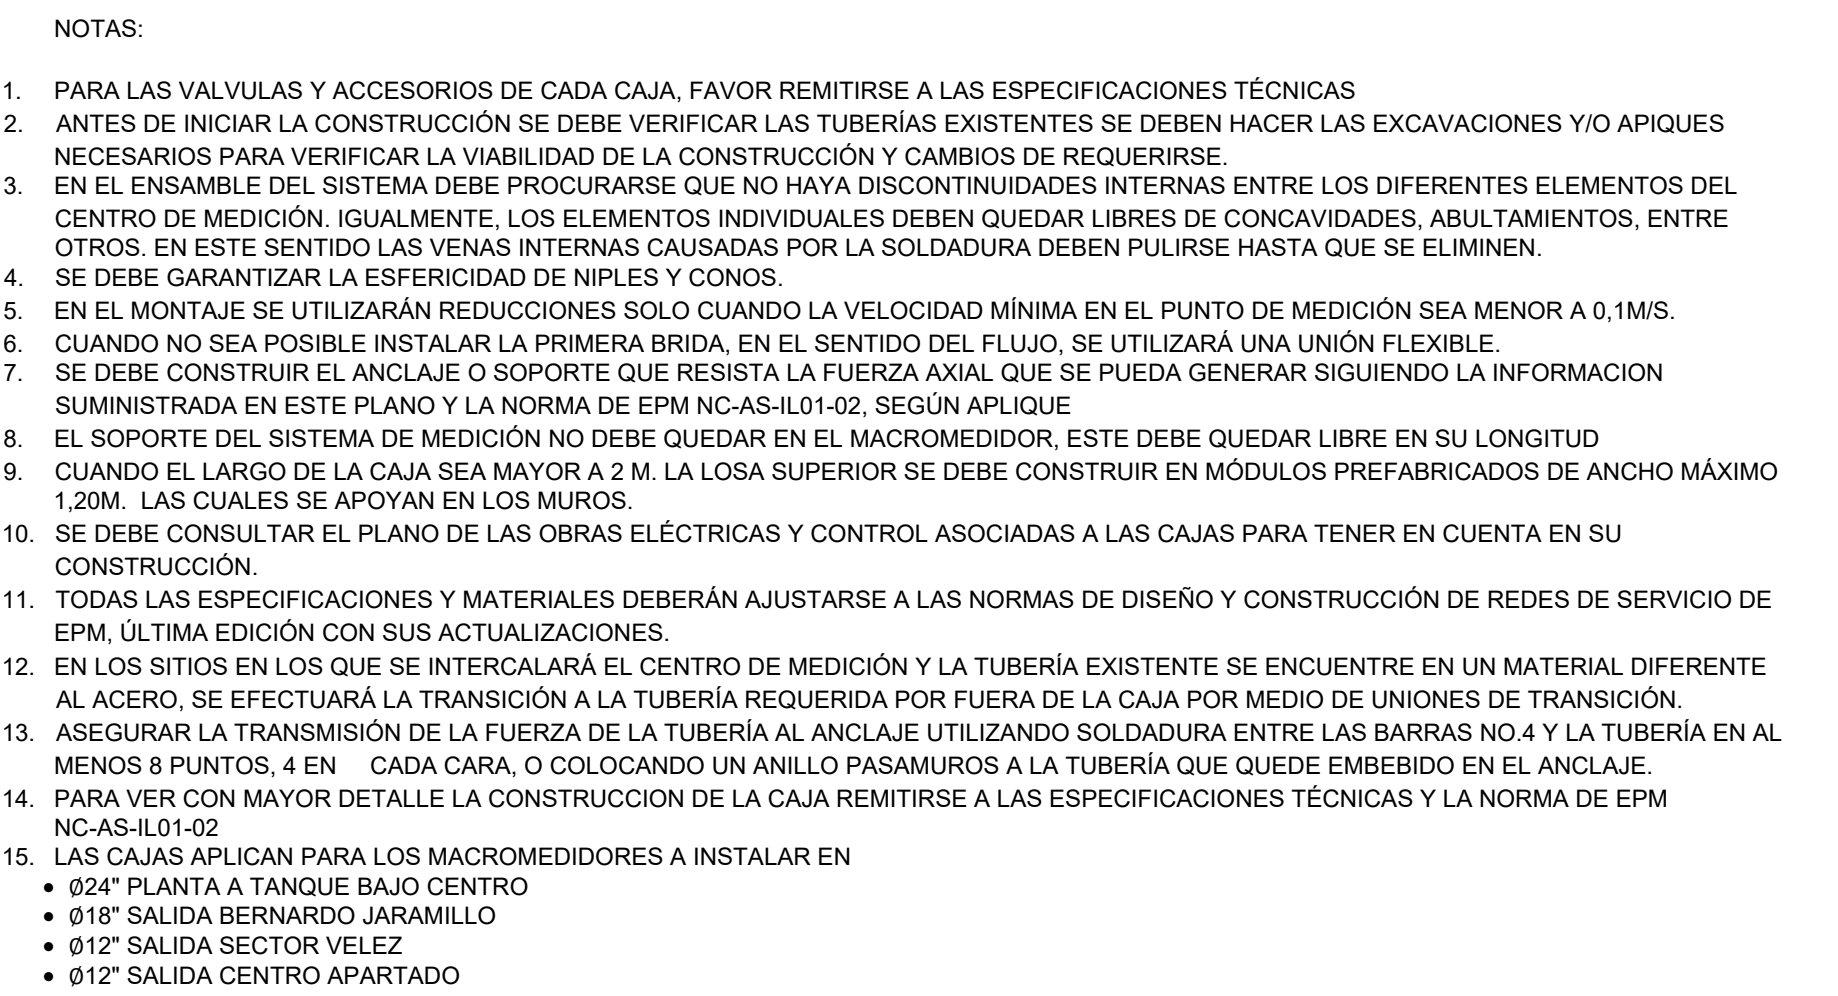 NOTAS:
1. PARA LAS VALVULAS Y ACCESORIOS DE CADA CAJA, FAVOR REMITIRSE A LAS ESPECIFICACIONES TÉCNICAS
2. ANTES DE INICIAR LA CONSTRUCCIÓN SE DEBE VERIFICAR LAS TUBERÍAS EXISTENTES SE DEBEN HACER LAS EXCAVACIONES Y/O APIQUES
NECESARIOS PARA VERIFICAR LA VIABILIDAD DE LA CONSTRUCCIÓN Y CAMBIOS DE REQUERIRSE.
3. EN EL ENSAMBLE DEL SISTEMA DEBE PROCURARSE QUE NO HAYA DISCONTINUIDADES INTERNAS ENTRE LOS DIFERENTES ELEMENTOS DEL
CENTRO DE MEDICIÓN. IGUALMENTE, LOS ELEMENTOS INDIVIDUALES DEBEN QUEDAR LIBRES DE CONCAVIDADES, ABULTAMIENTOS, ENTRE
OTROS. EN ESTE SENTIDO LAS VENAS INTERNAS CAUSADAS POR LA SOLDADURA DEBEN PULIRSE HASTA QUE SE ELIMINEN.
4. SE DEBE GARANTIZAR LA ESFERICIDAD DE NIPLES Y CONOS.
5. EN EL MONTAJE SE UTILIZARÁN REDUCCIONES SOLO CUANDO LA VELOCIDAD MÍNIMA EN EL PUNTO DE MEDICIÓN SEA MENOR A 0,1M/S.
6. CUANDO NO SEA POSIBLE INSTALAR LA PRIMERA BRIDA, EN EL SENTIDO DEL FLUJO, SE UTILIZARÁ UNA UNIÓN FLEXIBLE.
7. SE DEBE CONSTRUIR EL ANCLAJE O SOPORTE QUE RESISTA LA FUERZA AXIAL QUE SE PUEDA GENERAR SIGUIENDO LA INFORMACION
SUMINISTRADA EN ESTE PLANO Y LA NORMA DE EPM NC-AS-IL01-02, SEGÚN APLIQUE
8. EL SOPORTE DEL SISTEMA DE MEDICIÓN NO DEBE QUEDAR EN EL MACROMEDIDOR, ESTE DEBE QUEDAR LIBRE EN SU LONGITUD
9. CUANDO EL LARGO DE LA CAJA SEA MAYOR A 2 M. LA LOSA SUPERIOR SE DEBE CONSTRUIR EN MÓDULOS PREFABRICADOS DE ANCHO MÁXIMO
1,20M. LAS CUALES SE APOYAN EN LOS MUROS.
10. SE DEBE CONSULTAR EL PLANO DE LAS OBRAS ELÉCTRICAS Y CONTROL ASOCIADAS A LAS CAJAS PARA TENER EN CUENTA EN SU
CONSTRUCCIÓN.
11. TODAS LAS ESPECIFICACIONES Y MATERIALES DEBERÁN AJUSTARSE A LAS NORMAS DE DISEÑO Y CONSTRUCCIÓN DE REDES DE SERVICIO DE
EPM, ÚLTIMA EDICIÓN CON SUS ACTUALIZACIONES.
12. EN LOS SITIOS EN LOS QUE SE INTERCALARÁ EL CENTRO DE MEDICIÓN Y LA TUBERÍA EXISTENTE SE ENCUENTRE EN UN MATERIAL DIFERENTE
AL ACERO, SE EFECTUARÁ LA TRANSICIÓN A LA TUBERÍA REQUERIDA POR FUERA DE LA CAJA POR MEDIO DE UNIONES DE TRANSICIÓN.
13. ASEGURAR LA TRANSMISIÓN DE LA FUERZA DE LA TUBERÍA AL ANCLAJE UTILIZANDO SOLDADURA ENTRE LAS BARRAS NO.4 Y LA TUBERÍA EN AL
MENOS 8 PUNTOS, 4 EN CADA CARA, O COLOCANDO UN ANILLO PASAMUROS A LA TUBERÍA QUE QUEDE EMBEBIDO EN EL ANCLAJE.
14. PARA VER CON MAYOR DETALLE LA CONSTRUCCION DE LA CAJA REMITIRSE A LAS ESPECIFICACIONES TÉCNICAS Y LA NORMA DE EPM
NC-AS-IL01-02
15. LAS CAJAS APLICAN PARA LOS MACROMEDIDORES A INSTALAR EN
• Ø24" PLANTA A TANQUE BAJO CENTRO
• Ø18" SALIDA BERNARDO JARAMILLO
• Ø12" SALIDA SECTOR VELEZ
• Ø12" SALIDA CENTRO APARTADO